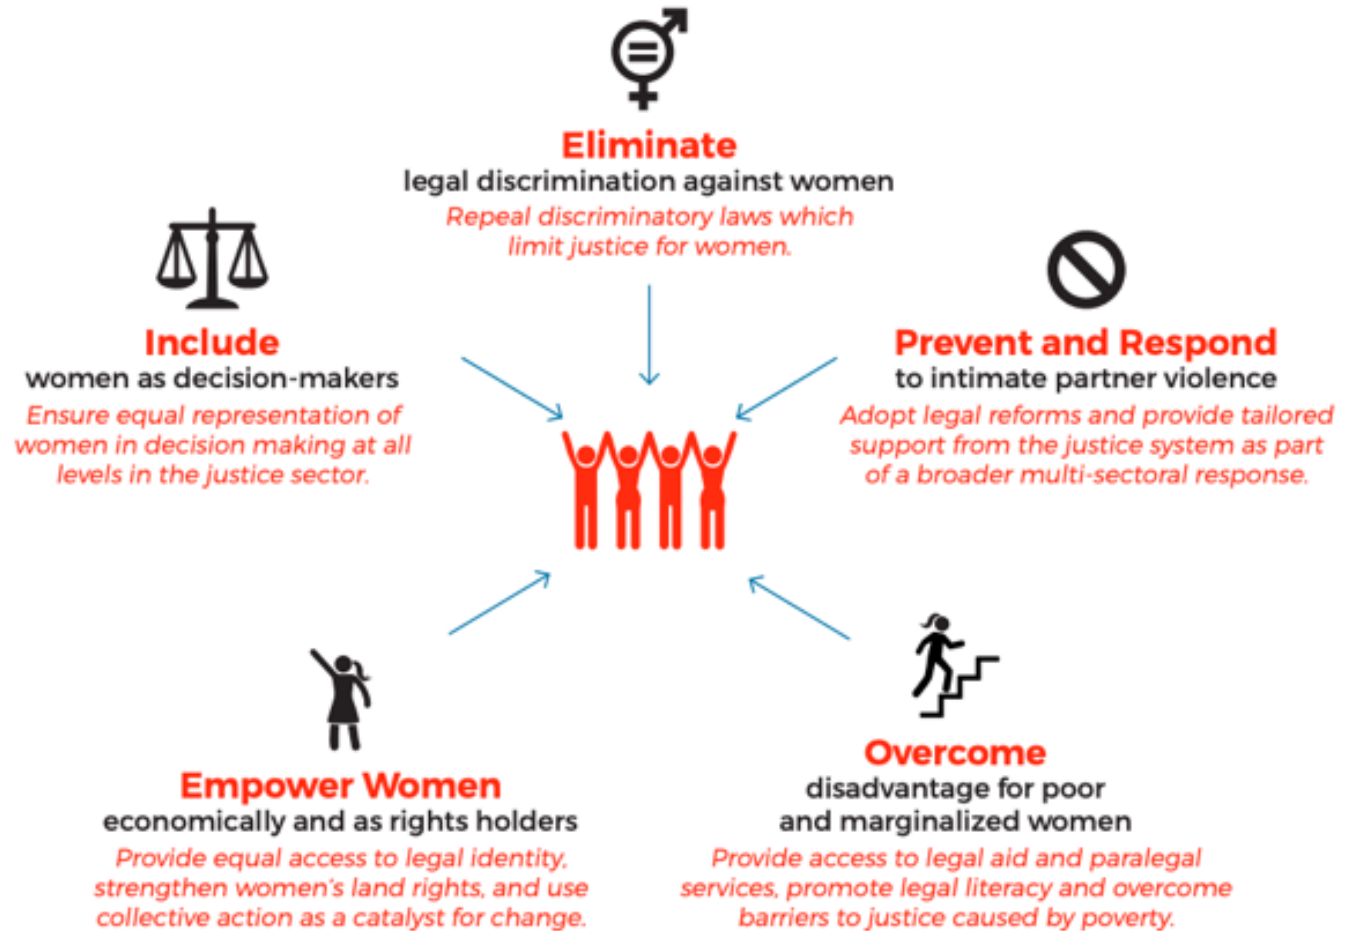 Eliminate
legal discrimination against women
Repeal discriminatory laws which
limit justice for women.
Include
women as decision-makers
Ensure equal representation of
women in decision making at all
levels in the justice sector.
Prevent and Respond
to intimate partner violence
Adopt legal reforms and provide tailored
support from the justice system as part
of a broader multi-sectoral response.
Empower Women
economically and as rights holders
Provide equal access to legal identity,
strengthen women's land rights, and use
collective action as a catalyst for change.
Overcome
disadvantage for poor
and marginalized women
Provide access to legal aid and paralegal
services, promote legal literacy and overcome
barriers to justice caused by poverty.